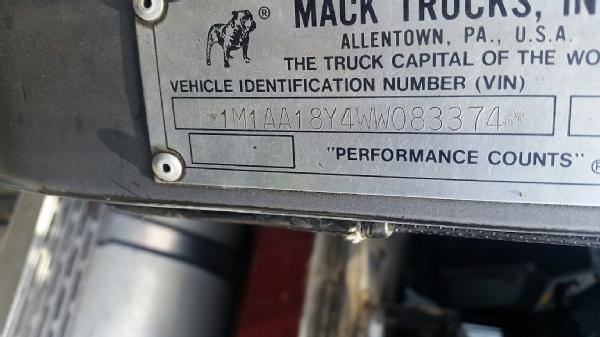 ® MACK TRUCKS, IN
ALLENTOWN, PA., U.S.A.
THE TRUCK CAPITAL OF THE WO
VEHICLE IDENTIFICATION NUMBER (VIN)
*1M1AA18Y4WW083374**
"PERFORMANCE COUNTS" ®